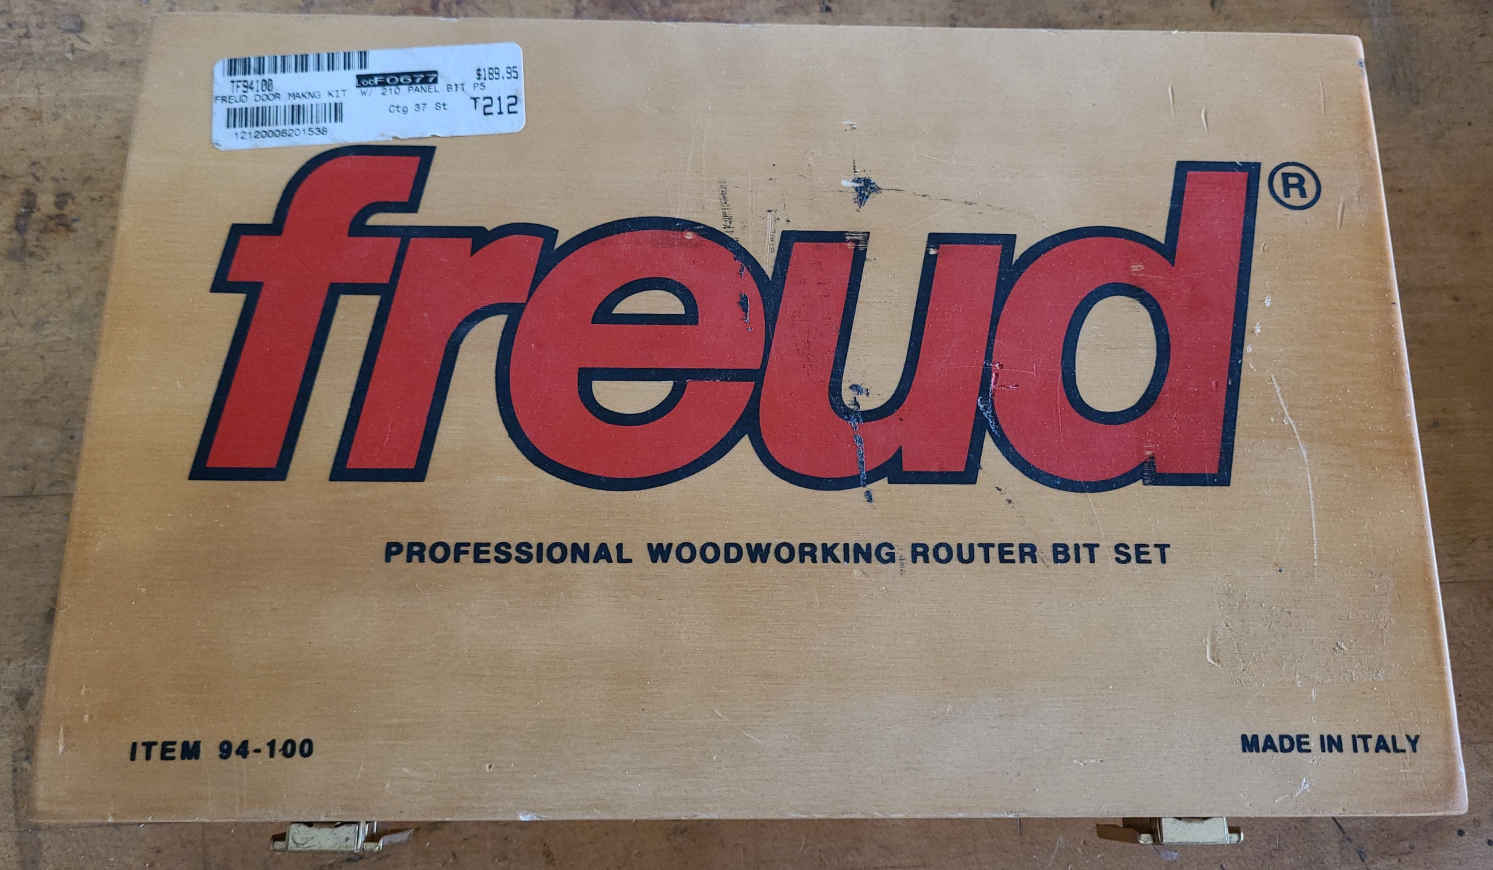 TF94100 LocF0677 $189.95
FREUD DOOR MAKNG KIT W/ 210 PANEL BIT PS
Ctg 37 St T212
12120006201538
freud®
PROFESSIONAL WOODWORKING ROUTER BIT SET
ITEM 94-100
MADE IN ITALY